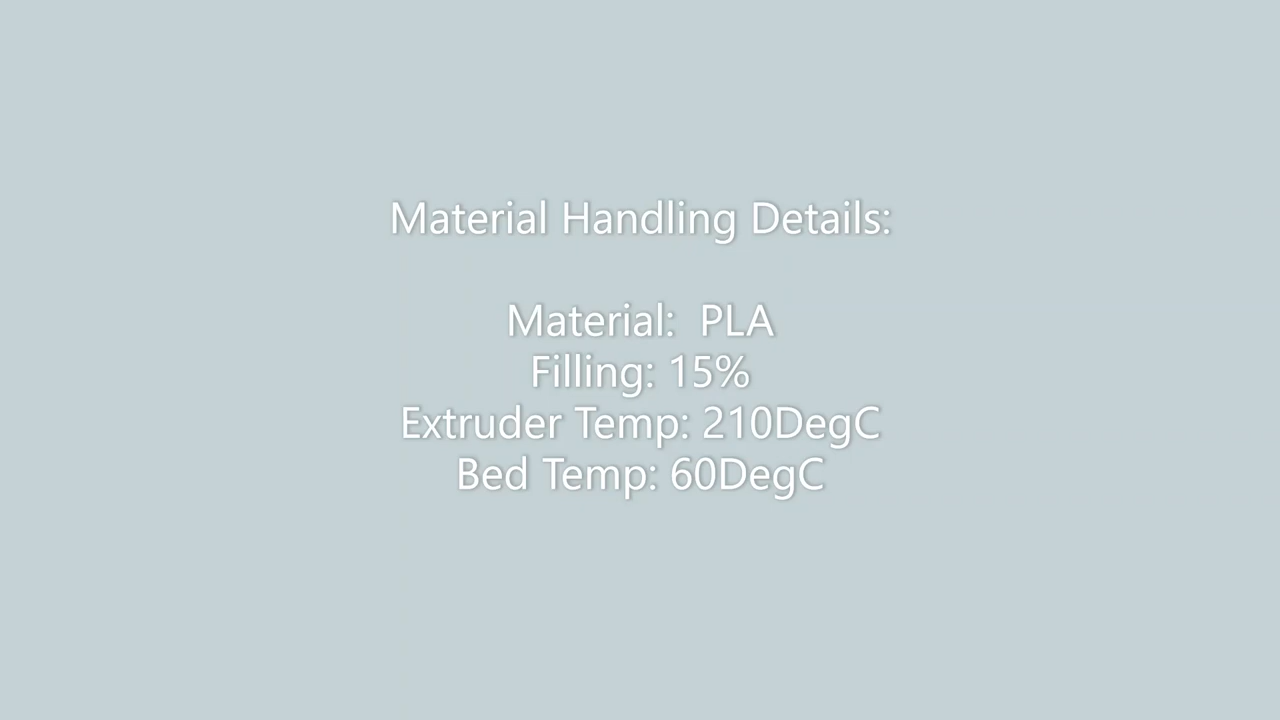 Material Handling Details:
Material:  PLA
Filling: 15%
Extruder Temp: 210DegC
Bed Temp: 60DegC